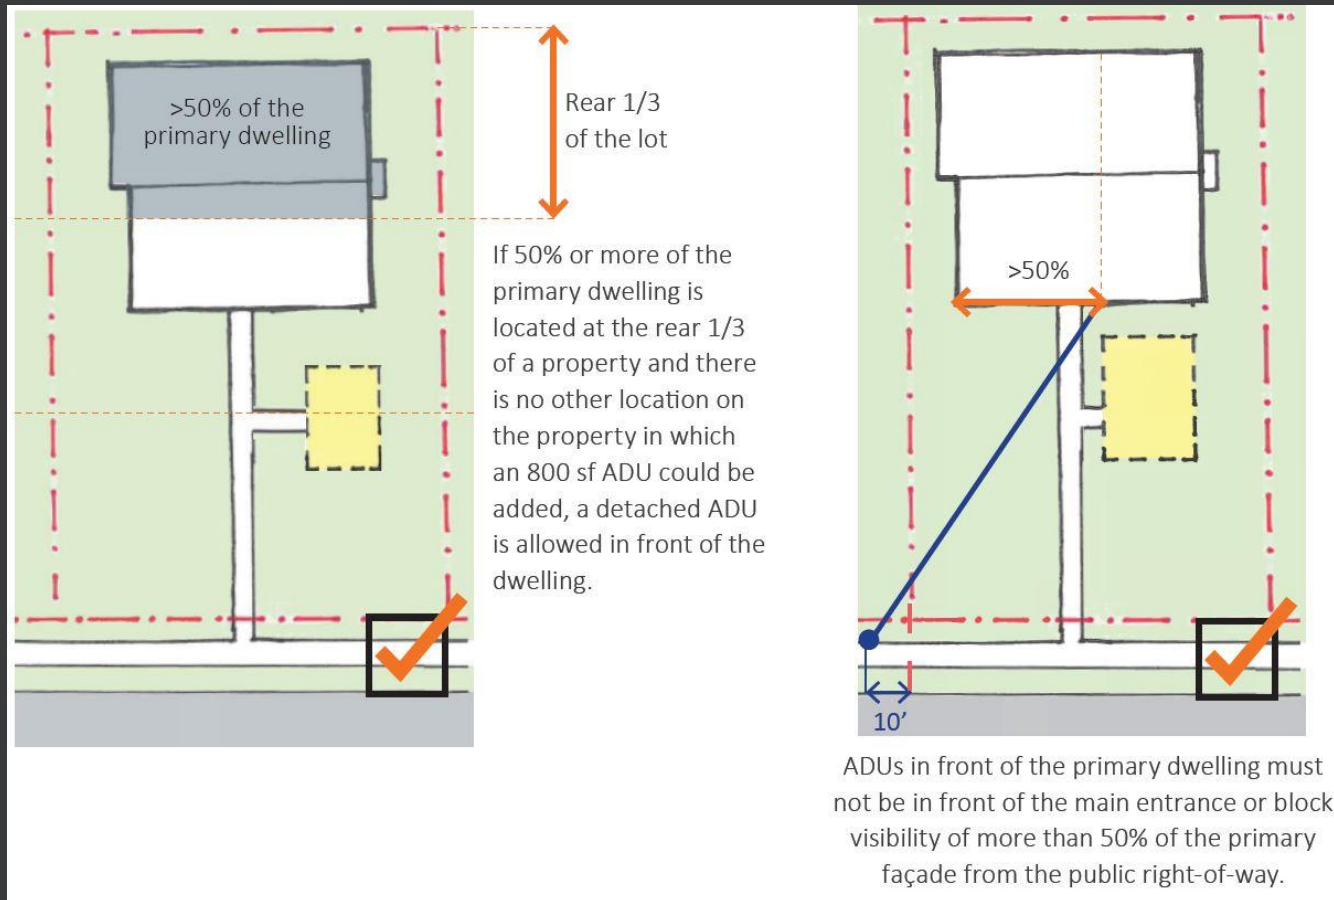 >50% of the
primary dwelling
Rear 1/3
of the lot
If 50% or more of the
primary dwelling is
located at the rear 1/3
of a property and there
is no other location on
the property in which
an 800 sf ADU could be
added, a detached ADU
is allowed in front of the
dwelling.
>50%
10’
ADUs in front of the primary dwelling must
not be in front of the main entrance or block
visibility of more than 50% of the primary
façade from the public right-of-way.